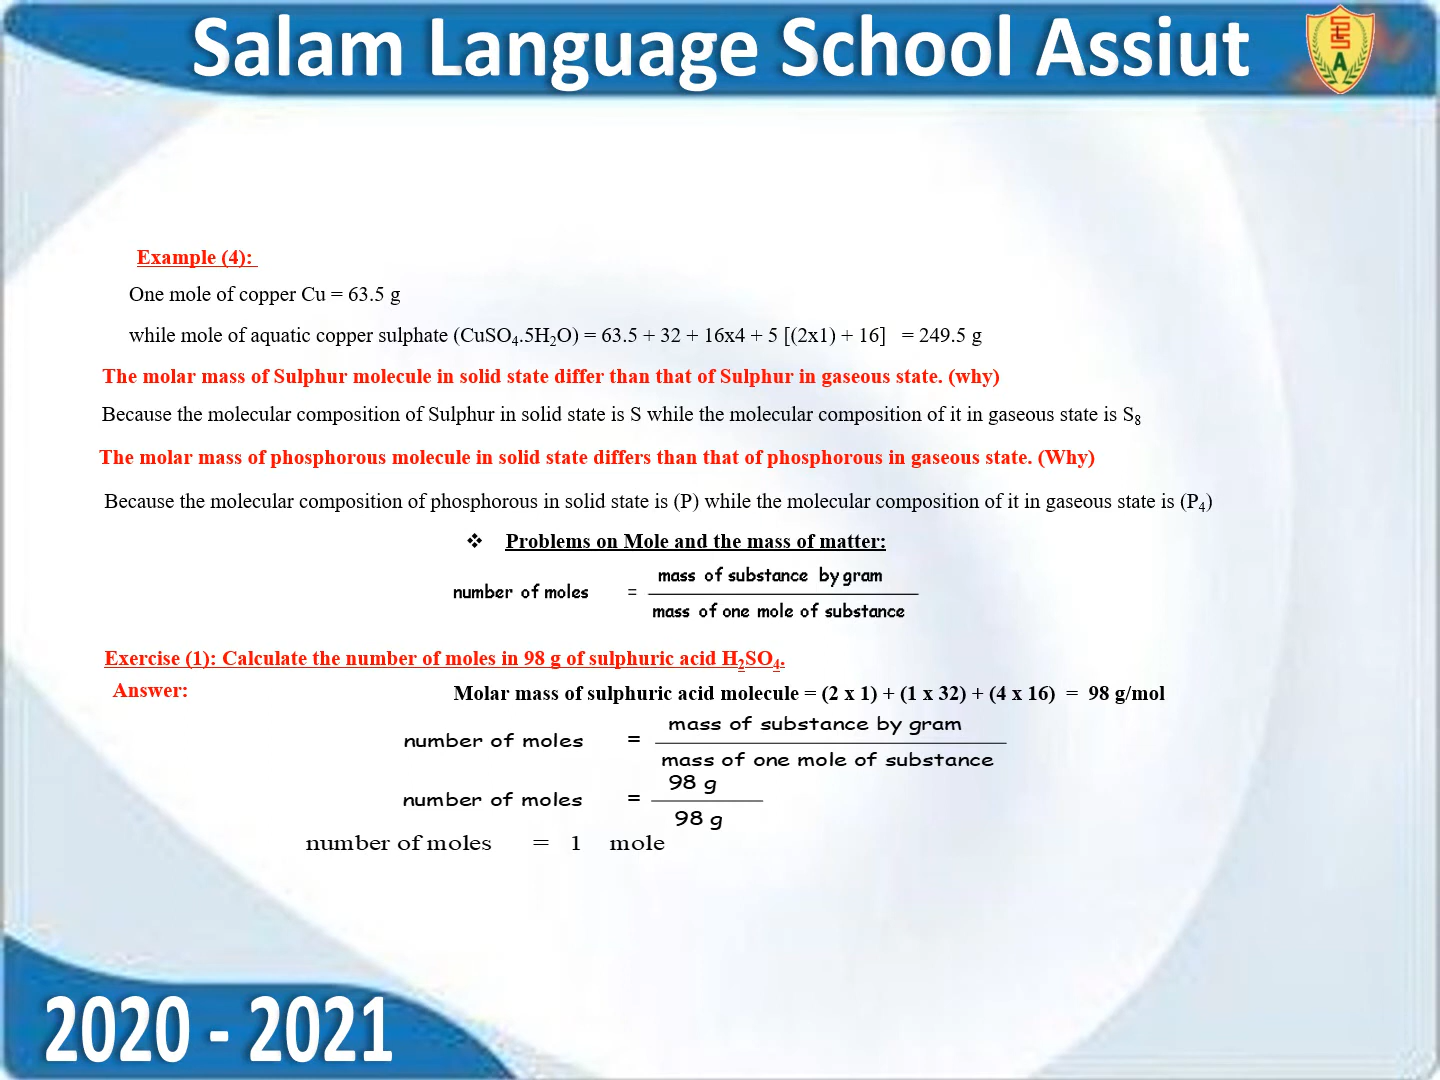 Salam Language School Assiut
Example (4):
One mole of copper Cu = 63.5 g
while mole of aquatic copper sulphate (CuSO₄.5H₂O) = 63.5 + 32 + 16x4 + 5 [(2x1) + 16] = 249.5 g
The molar mass of Sulphur molecule in solid state differ than that of Sulphur in gaseous state. (why)
Because the molecular composition of Sulphur in solid state is S while the molecular composition of it in gaseous state is S₈
The molar mass of phosphorous molecule in solid state differs than that of phosphorous in gaseous state. (Why)
Because the molecular composition of phosphorous in solid state is (P) while the molecular composition of it in gaseous state is (P₄)
❖ Problems on Mole and the mass of matter:
mass of substance by gram
number of moles =
mass of one mole of substance
Exercise (1): Calculate the number of moles in 98 g of sulphuric acid H₂SO₄.
Answer:
Molar mass of sulphuric acid molecule = (2 x 1) + (1 x 32) + (4 x 16) = 98 g/mol
mass of substance by gram
number of moles =
mass of one mole of substance
98 g
number of moles =
98 g
number of moles = 1 mole
2020 - 2021